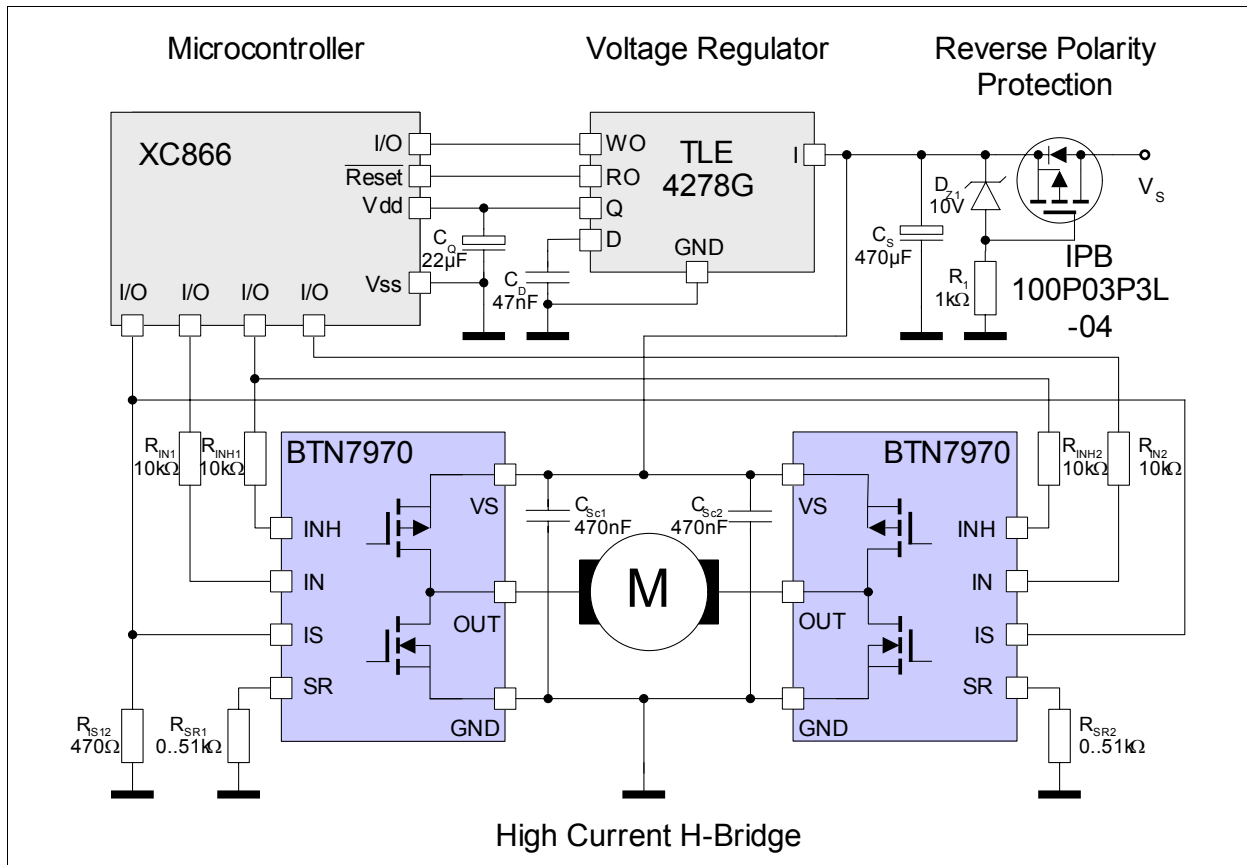 Microcontroller
Voltage Regulator
Reverse Polarity
Protection
XC866
I/O
Reset
Vdd
Vss
I/O
I/O
I/O
I/O
WO
RO
Q
D
TLE
4278G
I
GND
C_Q
22µF
C_D
47nF
C_S
470µF
D_Z1
10V
R_1
1kΩ
V_S
IPB
100P03P3L
-04
R_IN1
10kΩ
R_INH1
10kΩ
BTN7970
VS
INH
IN
IS
SR
OUT
GND
C_Sc1
470nF
C_Sc2
470nF
M
BTN7970
VS
INH
IN
IS
SR
OUT
GND
R_INH2
10kΩ
R_IN2
10kΩ
R_IS12
470Ω
R_SR1
0..51kΩ
R_SR2
0..51kΩ
High Current H-Bridge